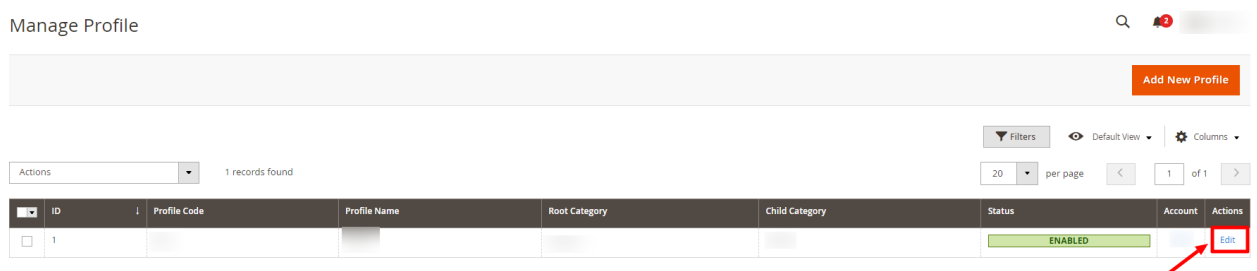 Manage Profile
2
Add New Profile
Filters
Default View
Columns
Actions
1 records found
20
per page
1
of 1
ID ↓ Profile Code Profile Name Root Category Child Category Status Account Actions
1 ENABLED Edit